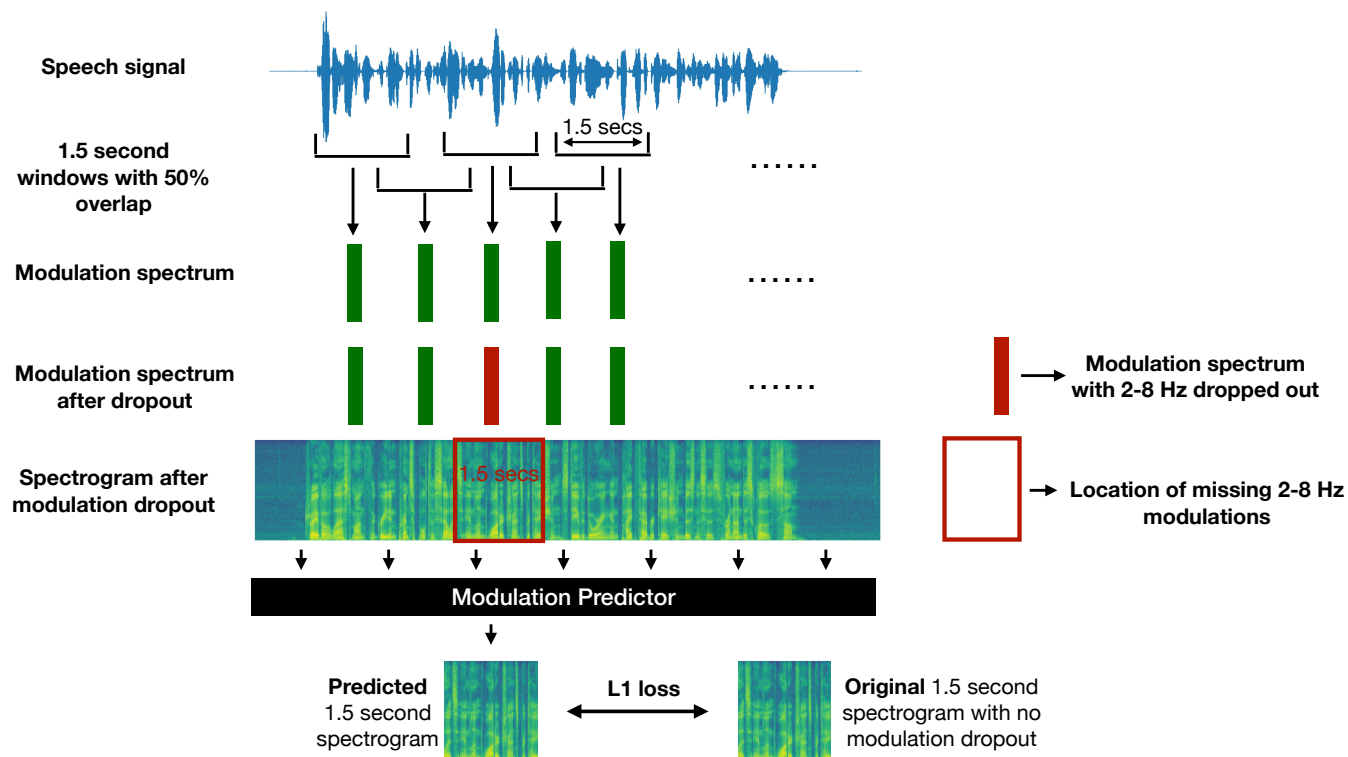 Speech signal
1.5 secs
1.5 second
windows with 50%
overlap
......
Modulation spectrum
......
Modulation spectrum
after dropout
......
Modulation spectrum
with 2-8 Hz dropped out
Spectrogram after
modulation dropout
1.5 secs
Location of missing 2-8 Hz
modulations
Modulation Predictor
Predicted
1.5 second
spectrogram
L1 loss
Original 1.5 second
spectrogram with no
modulation dropout